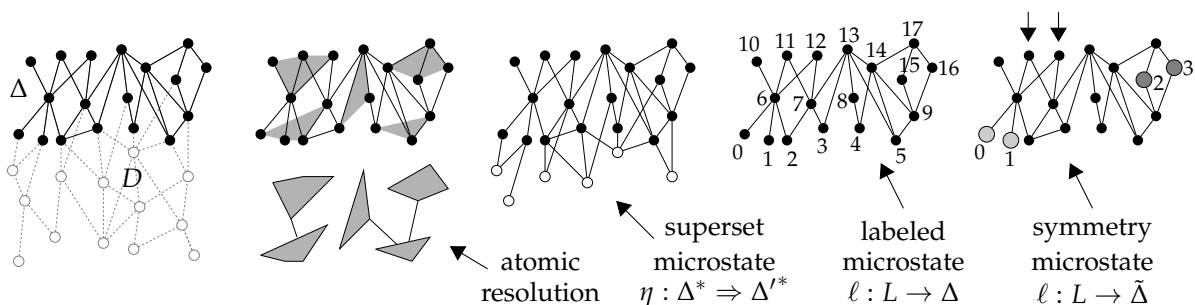 Δ
D
atomic
resolution
superset
microstate
η : Δ* ⇒ Δ′*
10 11 12 13 14 17
15 16
6 7 8 9
0 1 2 3 4 5
labeled
microstate
ℓ : L → Δ
2 3
0 1
symmetry
microstate
ℓ : L → Δ̃